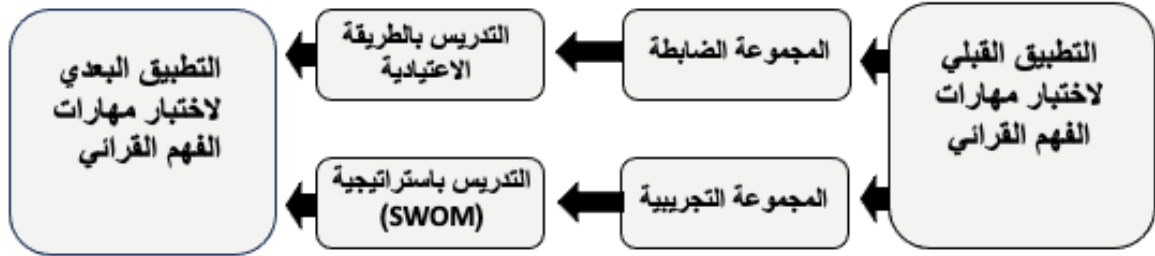 التطبيق القبلي
لاختبار مهارات
الفهم القرائي
المجموعة الضابطة
التدريس بالطريقة
الاعتيادية
المجموعة التجريبية
التدريس باستراتيجية
(SWOM)
التطبيق البعدي
لاختبار مهارات
الفهم القرائي